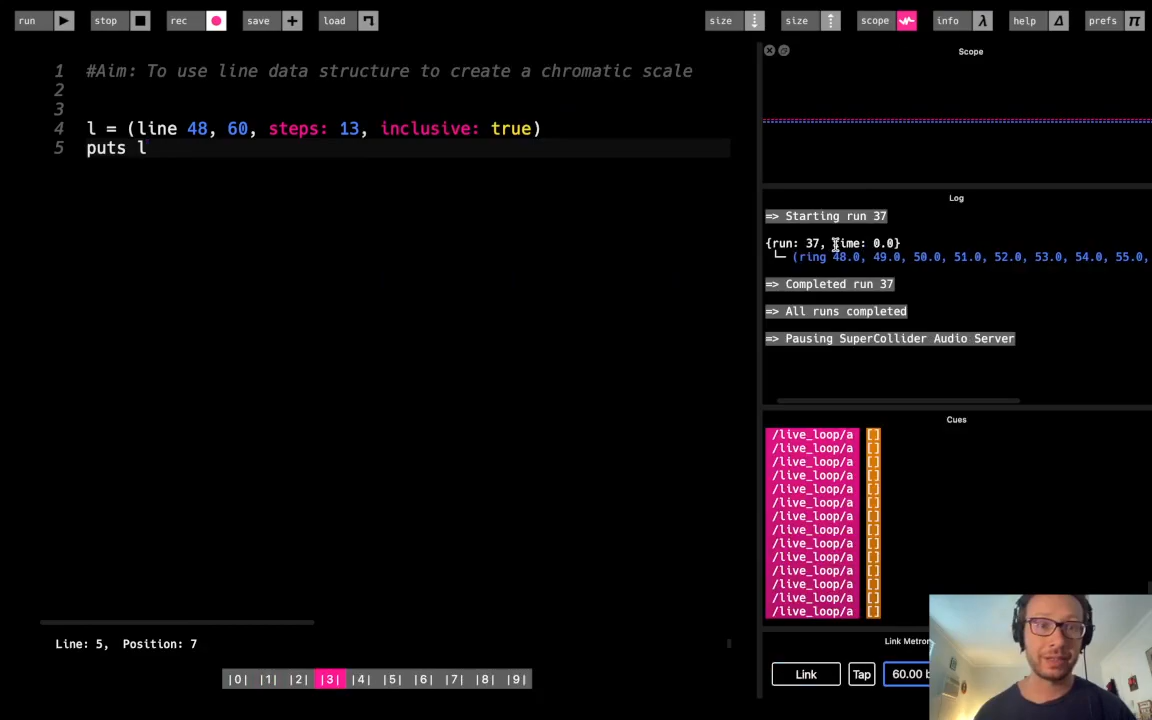 run stop rec save + load size size scope info λ help Δ prefs π
Scope
1 #Aim: To use line data structure to create a chromatic scale
2
3
4 l = (line 48, 60, steps: 13, inclusive: true)
5 puts l
Log
=> Starting run 37
{run: 37, time: 0.0}
└─ (ring 48.0, 49.0, 50.0, 51.0, 52.0, 53.0, 54.0, 55.0,
=> Completed run 37
=> All runs completed
=> Pausing SuperCollider Audio Server
Cues
/live_loop/a []
/live_loop/a []
/live_loop/a []
/live_loop/a []
/live_loop/a []
/live_loop/a []
/live_loop/a []
/live_loop/a []
/live_loop/a []
/live_loop/a []
/live_loop/a []
/live_loop/a []
/live_loop/a []
/live_loop/a []
Line: 5, Position: 7
Link Metro
Link Tap 60.00 b
|0| |1| |2| |3| |4| |5| |6| |7| |8| |9|